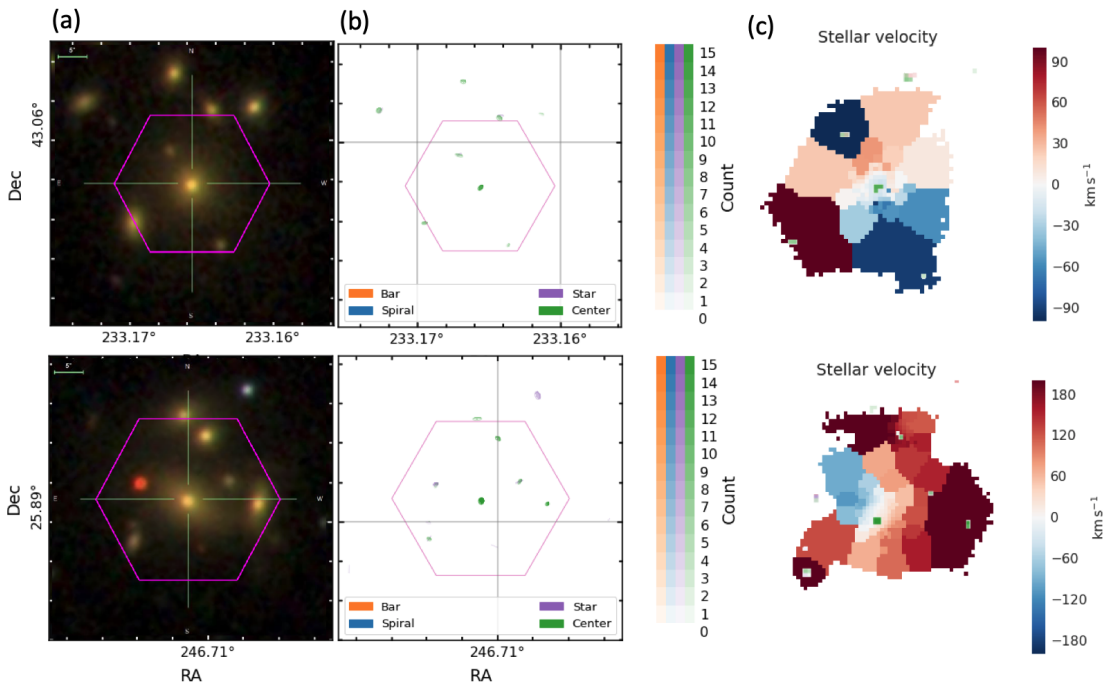 (a)
(b)
(c)
5"
N
E
W
S
43.06°
Dec
233.17°
233.16°
Bar
Spiral
Star
Center
233.17°
233.16°
15
14
13
12
11
10
9
8
7
6
5
4
3
2
1
0
Count
Stellar velocity
90
60
30
0
−30
−60
−90
km s⁻¹
5"
N
E
W
S
25.89°
Dec
246.71°
RA
Bar
Spiral
Star
Center
246.71°
RA
15
14
13
12
11
10
9
8
7
6
5
4
3
2
1
0
Count
Stellar velocity
180
120
60
0
−60
−120
−180
km s⁻¹